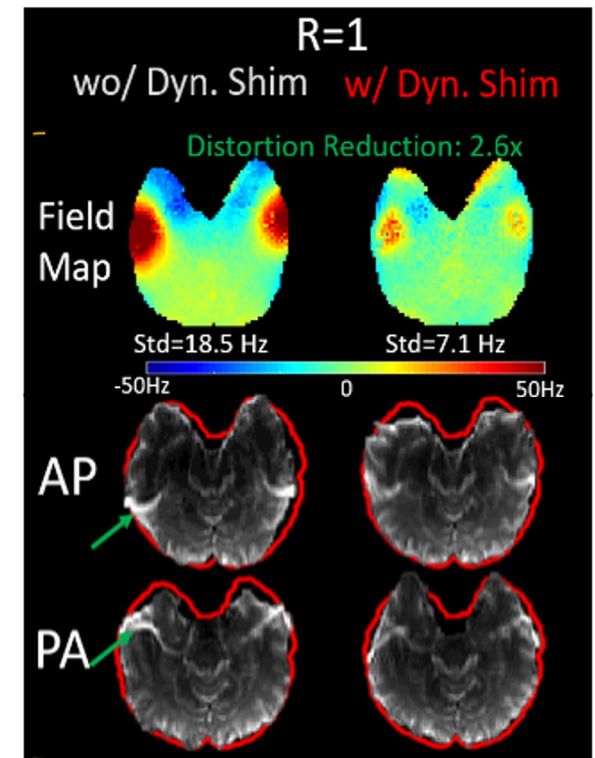 R=1
wo/ Dyn. Shim w/ Dyn. Shim
Distortion Reduction: 2.6x
Field
Map
Std=18.5 Hz Std=7.1 Hz
-50Hz 0 50Hz
AP
PA